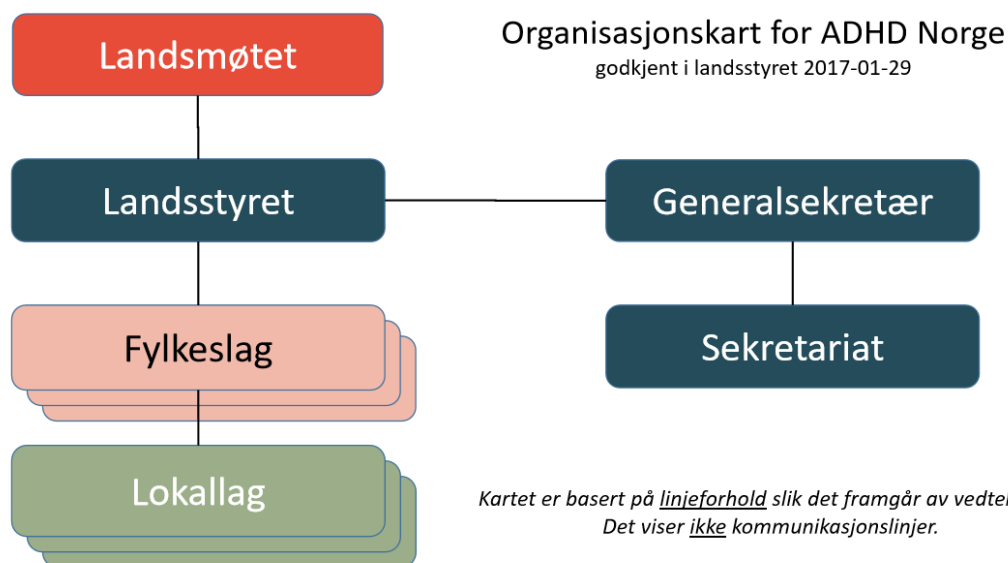 Landsmøtet
Organisasjonskart for ADHD Norge
godkjent i landsstyret 2017-01-29
Landsstyret
Generalsekretær
Fylkeslag
Sekretariat
Lokallag
Kartet er basert på linjeforhold slik det framgår av
Det viser ikke kommunikasjonslinjer.